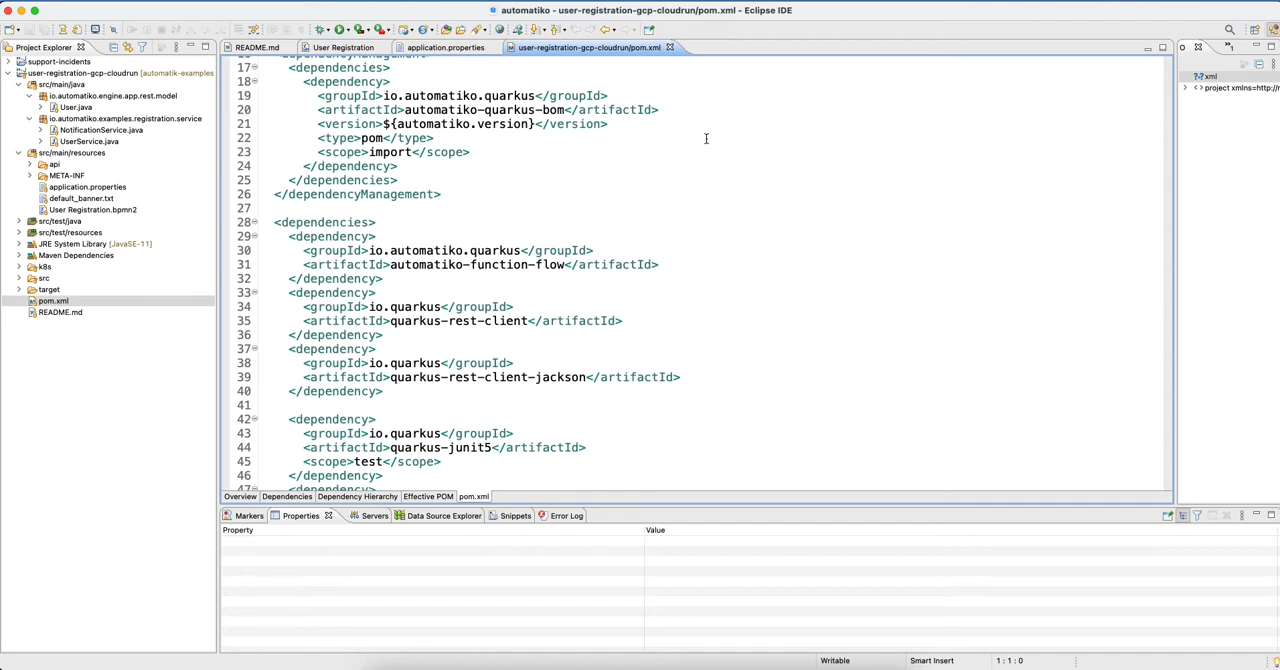 automatiko - user-registration-gcp-cloudrun/pom.xml - Eclipse IDE
Project Explorer
support-incidents
user-registration-gcp-cloudrun [automatik-examples
src/main/java
io.automatiko.engine.app.rest.model
User.java
io.automatiko.examples.registration.service
NotificationService.java
UserService.java
src/main/resources
api
META-INF
application.properties
default_banner.txt
User Registration.bpmn2
src/test/java
src/test/resources
JRE System Library [JavaSE-11]
Maven Dependencies
k8s
src
target
pom.xml
README.md
README.md
User Registration
application.properties
user-registration-gcp-cloudrun/pom.xml
17 <dependencies>
18 <dependency>
19 <groupId>io.automatiko.quarkus</groupId>
20 <artifactId>automatiko-quarkus-bom</artifactId>
21 <version>${automatiko.version}</version>
22 <type>pom</type>
23 <scope>import</scope>
24 </dependency>
25 </dependencies>
26 </dependencyManagement>
27
28 <dependencies>
29 <dependency>
30 <groupId>io.automatiko.quarkus</groupId>
31 <artifactId>automatiko-function-flow</artifactId>
32 </dependency>
33 <dependency>
34 <groupId>io.quarkus</groupId>
35 <artifactId>quarkus-rest-client</artifactId>
36 </dependency>
37 <dependency>
38 <groupId>io.quarkus</groupId>
39 <artifactId>quarkus-rest-client-jackson</artifactId>
40 </dependency>
41
42 <dependency>
43 <groupId>io.quarkus</groupId>
44 <artifactId>quarkus-junit5</artifactId>
45 <scope>test</scope>
46 </dependency>
47 <dependency>
Overview Dependencies Dependency Hierarchy Effective POM pom.xml
xml
project xmlns=http://r
Markers Properties Servers Data Source Explorer Snippets Error Log
Property Value
Writable Smart Insert 1 : 1 : 0